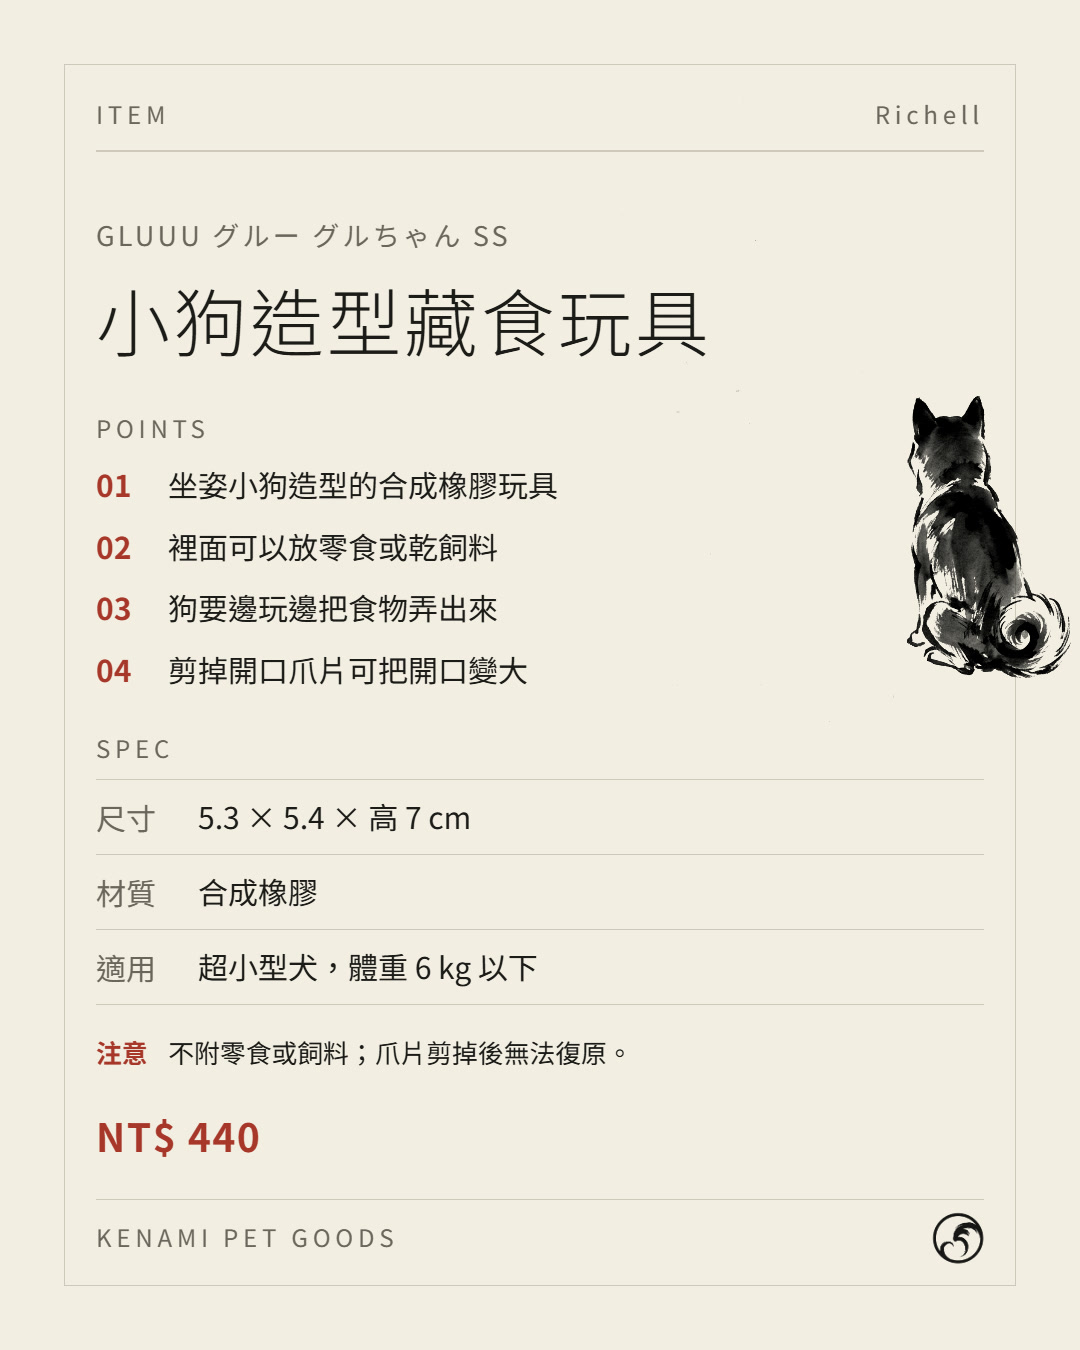 ITEM
Richell
GLUUU グルー グルちゃん SS
小狗造型藏食玩具
POINTS
01 坐姿小狗造型的合成橡膠玩具
02 裡面可以放零食或乾飼料
03 狗要邊玩邊把食物弄出來
04 剪掉開口爪片可把開口變大
SPEC
尺寸 5.3 × 5.4 × 高 7 cm
材質 合成橡膠
適用 超小型犬，體重 6 kg 以下
注意 不附零食或飼料；爪片剪掉後無法復原。
NT$ 440
KENAMI PET GOODS